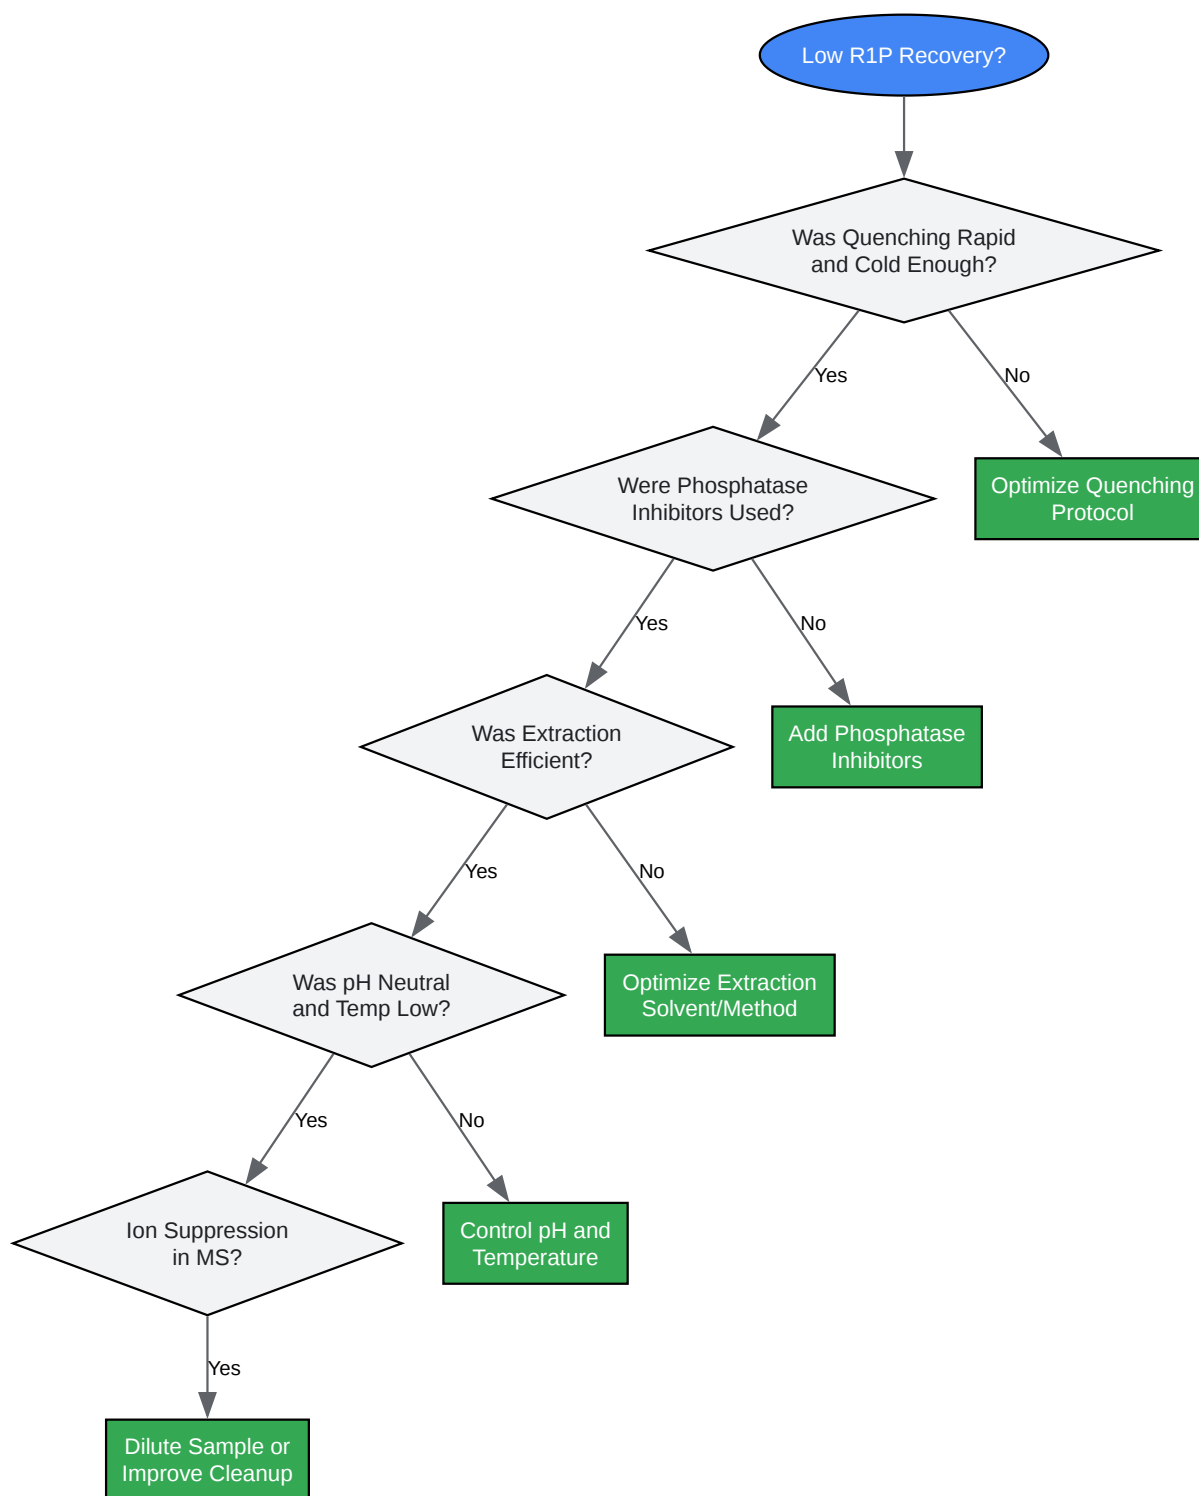 Low R1P Recovery?
Was Quenching Rapid
and Cold Enough?
Yes
No
Were Phosphatase
Inhibitors Used?
Optimize Quenching
Protocol
Yes
No
Was Extraction
Efficient?
Add Phosphatase
Inhibitors
Yes
No
Was pH Neutral
and Temp Low?
Optimize Extraction
Solvent/Method
Yes
No
Ion Suppression
in MS?
Control pH and
Temperature
Yes
Dilute Sample or
Improve Cleanup